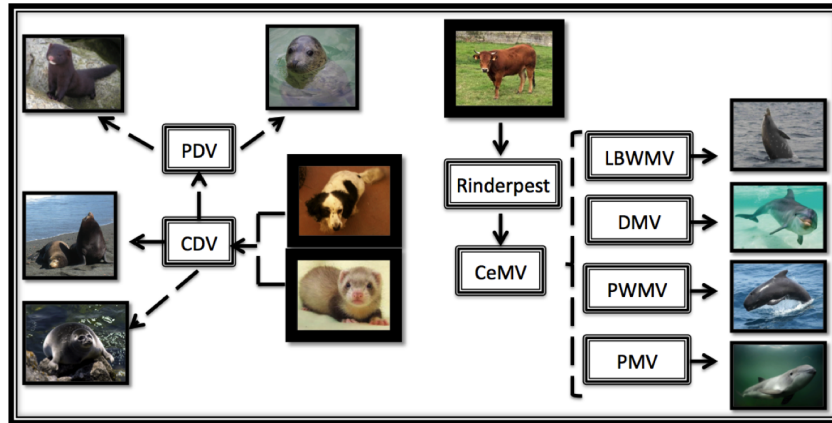 PDV
CDV
Rinderpest
CeMV
LBWMV
DMV
PWMV
PMV